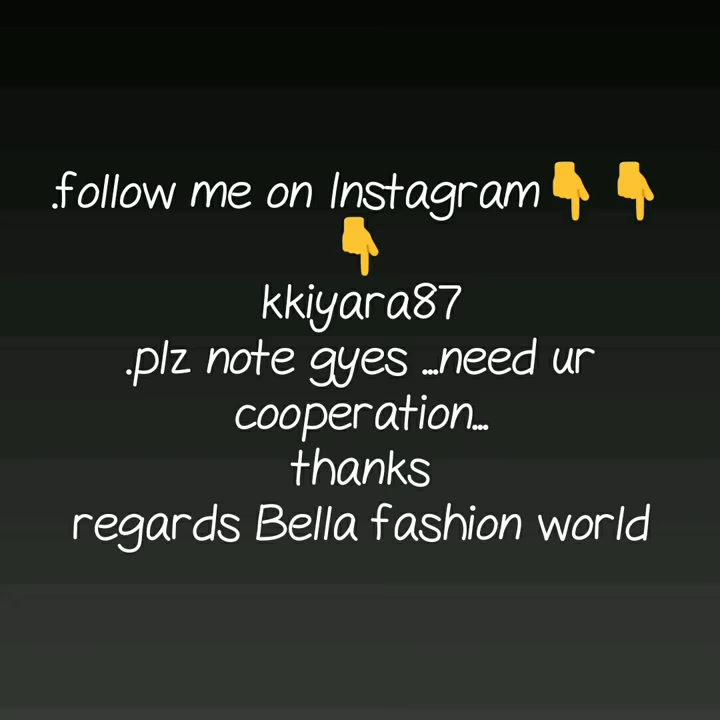 .follow me on Instagram👇 👇
👇
kkiyara87
.plz note gyes ...need ur
cooperation...
thanks
regards Bella fashion world